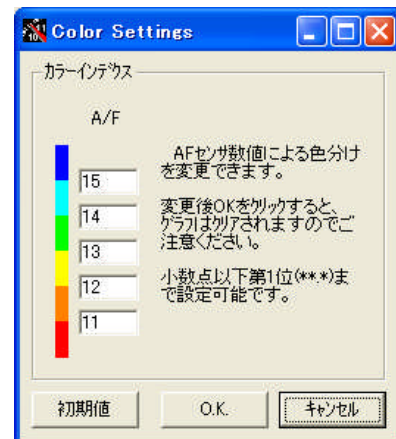 Color Settings
カラーインデクス
A/F
15
14
13
12
11
AFセンサ数値による色分け
を変更できます。
変更後OKをクリックすると、
グラフはクリアされますのでご
注意ください。
小数点以下第1位(**.*)ま
で設定可能です。
初期値
O.K.
キャンセル